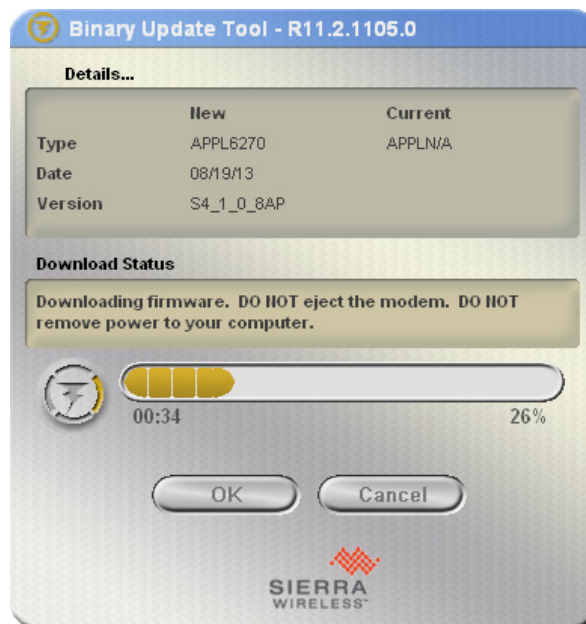 Binary Update Tool - R11.2.1105.0
Details...
New Current
Type APPL6270 APPLN/A
Date 08/19/13
Version S4_1_0_8AP
Download Status
Downloading firmware. DO NOT eject the modem. DO NOT
remove power to your computer.
00:34 26%
OK Cancel
SIERRA
WIRELESS™